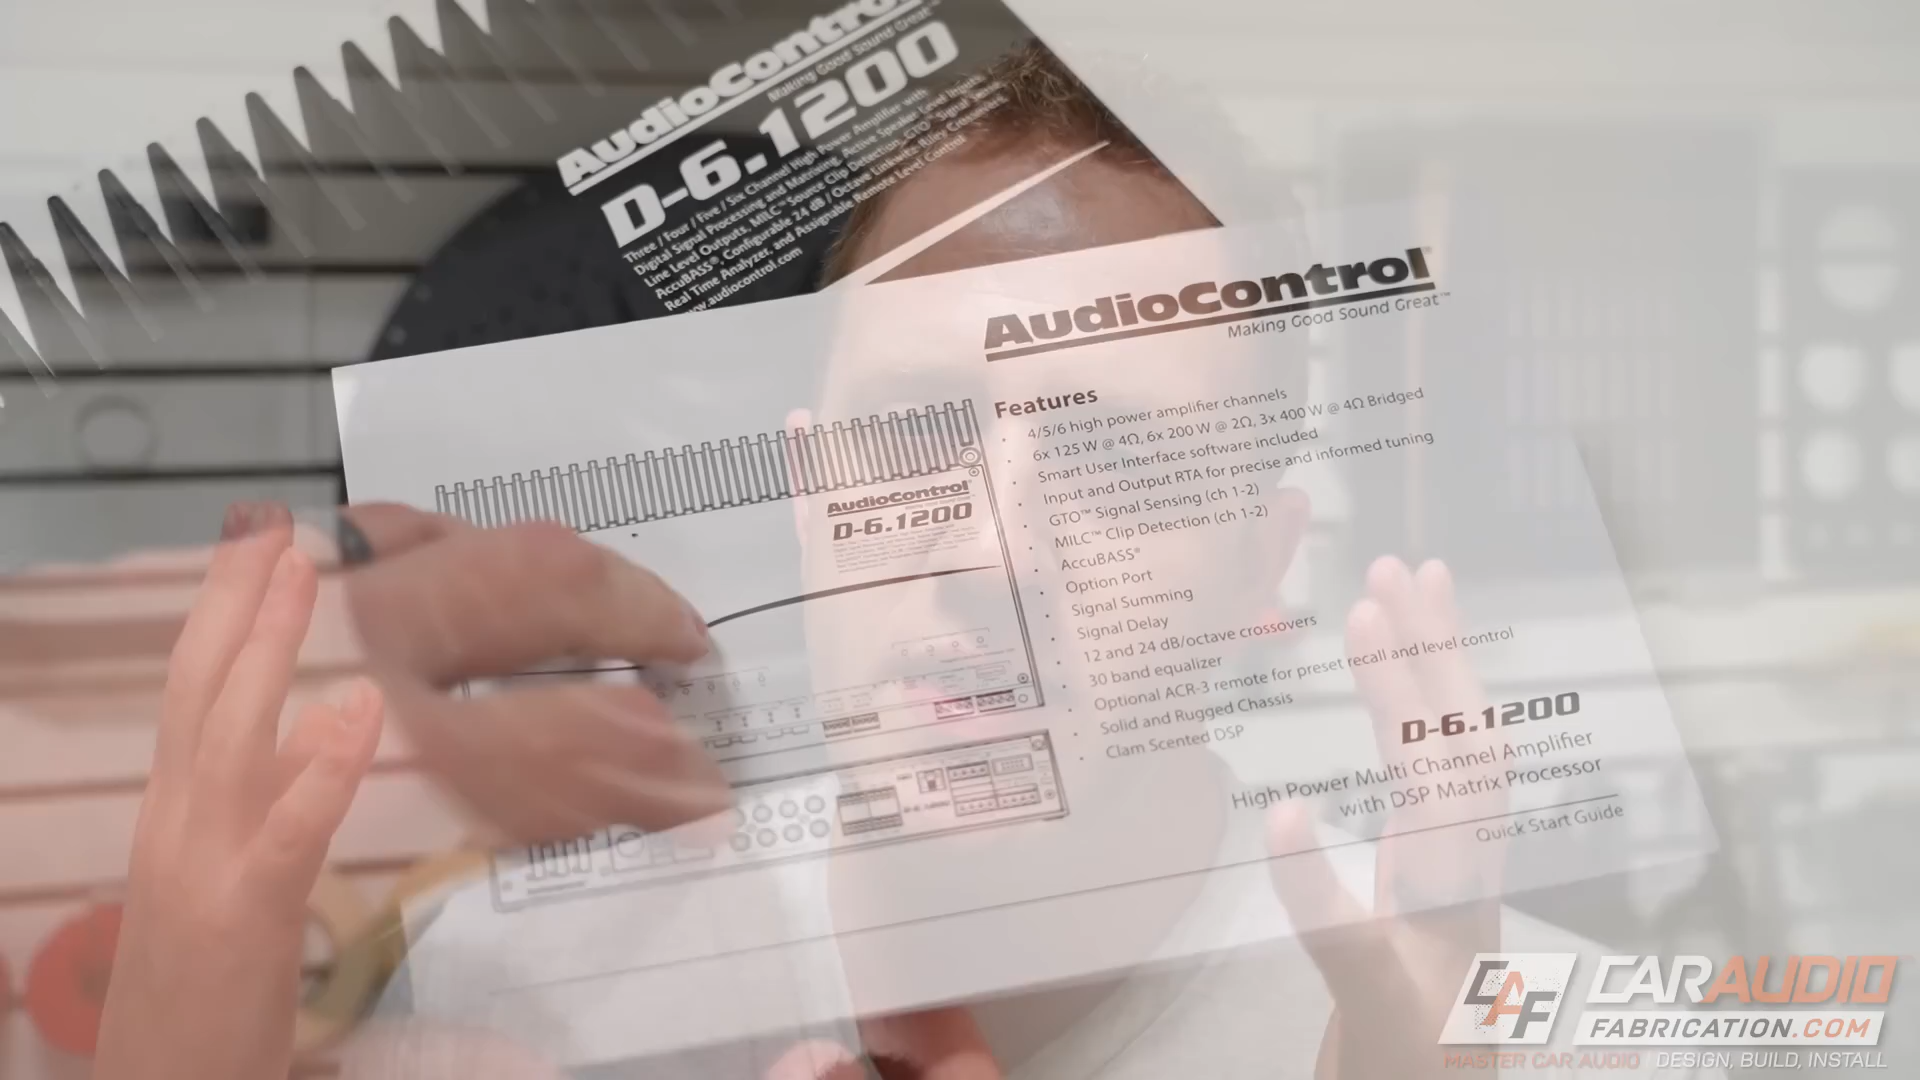 AudioControl
Making Good Sound Great™
D-6.1200
Three / Four / Five / Six Channel High Power Amplifier with
Digital Signal Processing and Matrixing, Active Speaker Level Inputs,
Line Level Outputs, MILC™ Source Clip Detection, GTO™ Signal Sense,
AccuBASS®, Configurable 24 dB / Octave Linkwitz-Riley Crossovers,
Real Time Analyzer, and Assignable Remote Level Control
www.audiocontrol.com
AudioControl®
Making Good Sound Great™
Features
• 4/5/6 high power amplifier channels
• 6x 125 W @ 4Ω, 6x 200 W @ 2Ω, 3x 400 W @ 4Ω Bridged
• Smart User Interface software included
• Input and Output RTA for precise and informed tuning
• GTO™ Signal Sensing (ch 1-2)
• MILC™ Clip Detection (ch 1-2)
• AccuBASS®
• Option Port
• Signal Summing
• Signal Delay
• 12 and 24 dB/octave crossovers
• 30 band equalizer
• Optional ACR-3 remote for preset recall and level control
• Solid and Rugged Chassis
• Clam Scented DSP
AudioControl®
D-6.1200
D-6.1200
High Power Multi Channel Amplifier
with DSP Matrix Processor
Quick Start Guide
CAF
CARAUDIO
FABRICATION.COM
MASTER CAR AUDIO DESIGN, BUILD, INSTALL